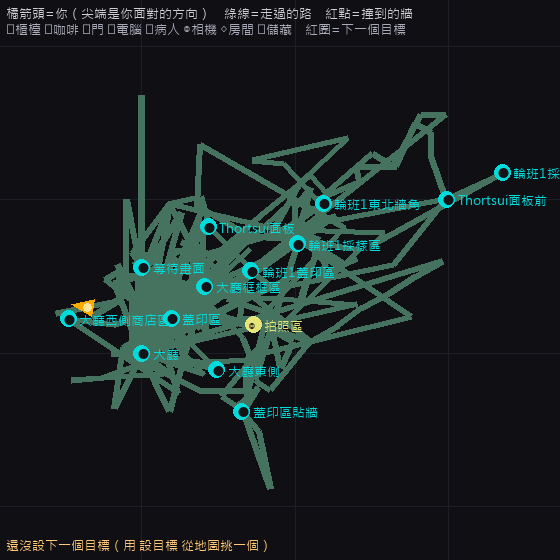 橘箭頭=你（尖端是你面對的方向） 綠線=走過的路 紅點=撞到的牆
櫃檯 咖啡 門 電腦 病人 相機 房間 儲藏 紅圈=下一個目標
輪班1採
Thortsui面板前
輪班1東北牆角
Thortsui面板
輪班1採樣區
等待畫面
輪班1蓋印區
大廳框框區
大廳西側商店區
蓋印區
拍照區
大廳
大廳東側
蓋印區貼牆
還沒設下一個目標（用 設目標 從地圖挑一個）